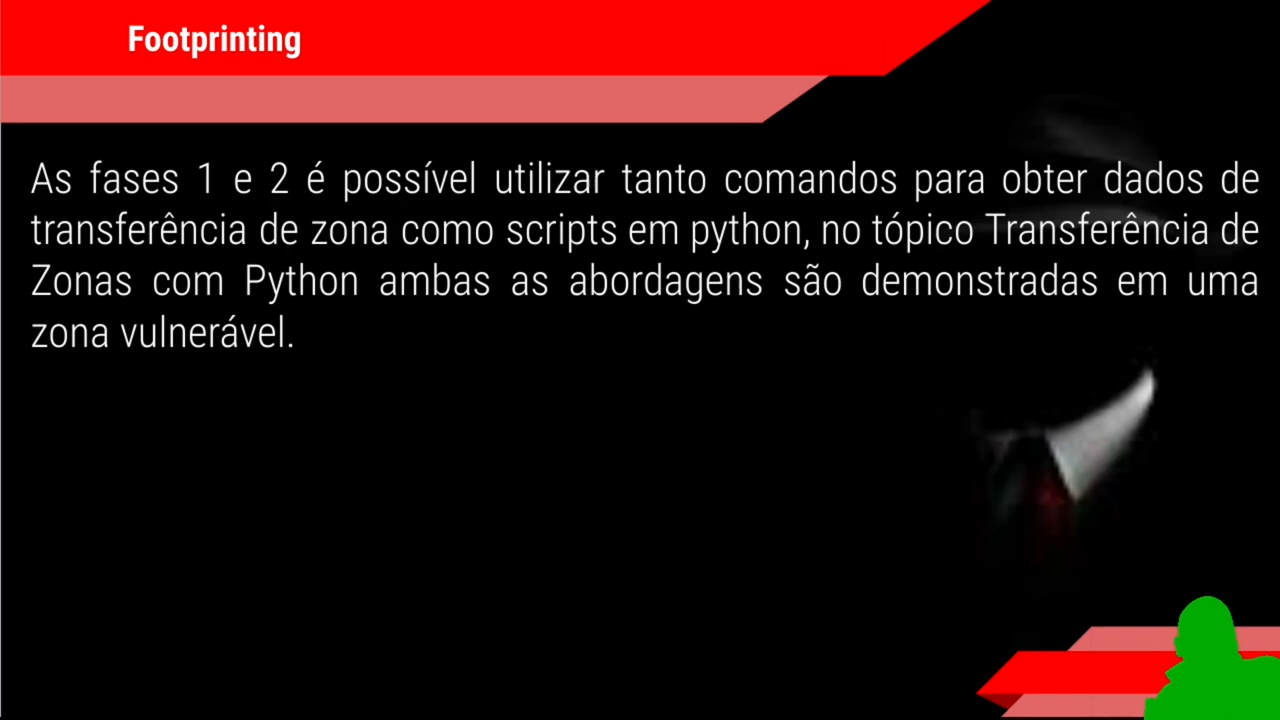 Footprinting
As fases 1 e 2 é possível utilizar tanto comandos para obter dados de
transferência de zona como scripts em python, no tópico Transferência de
Zonas com Python ambas as abordagens são demonstradas em uma
zona vulnerável.